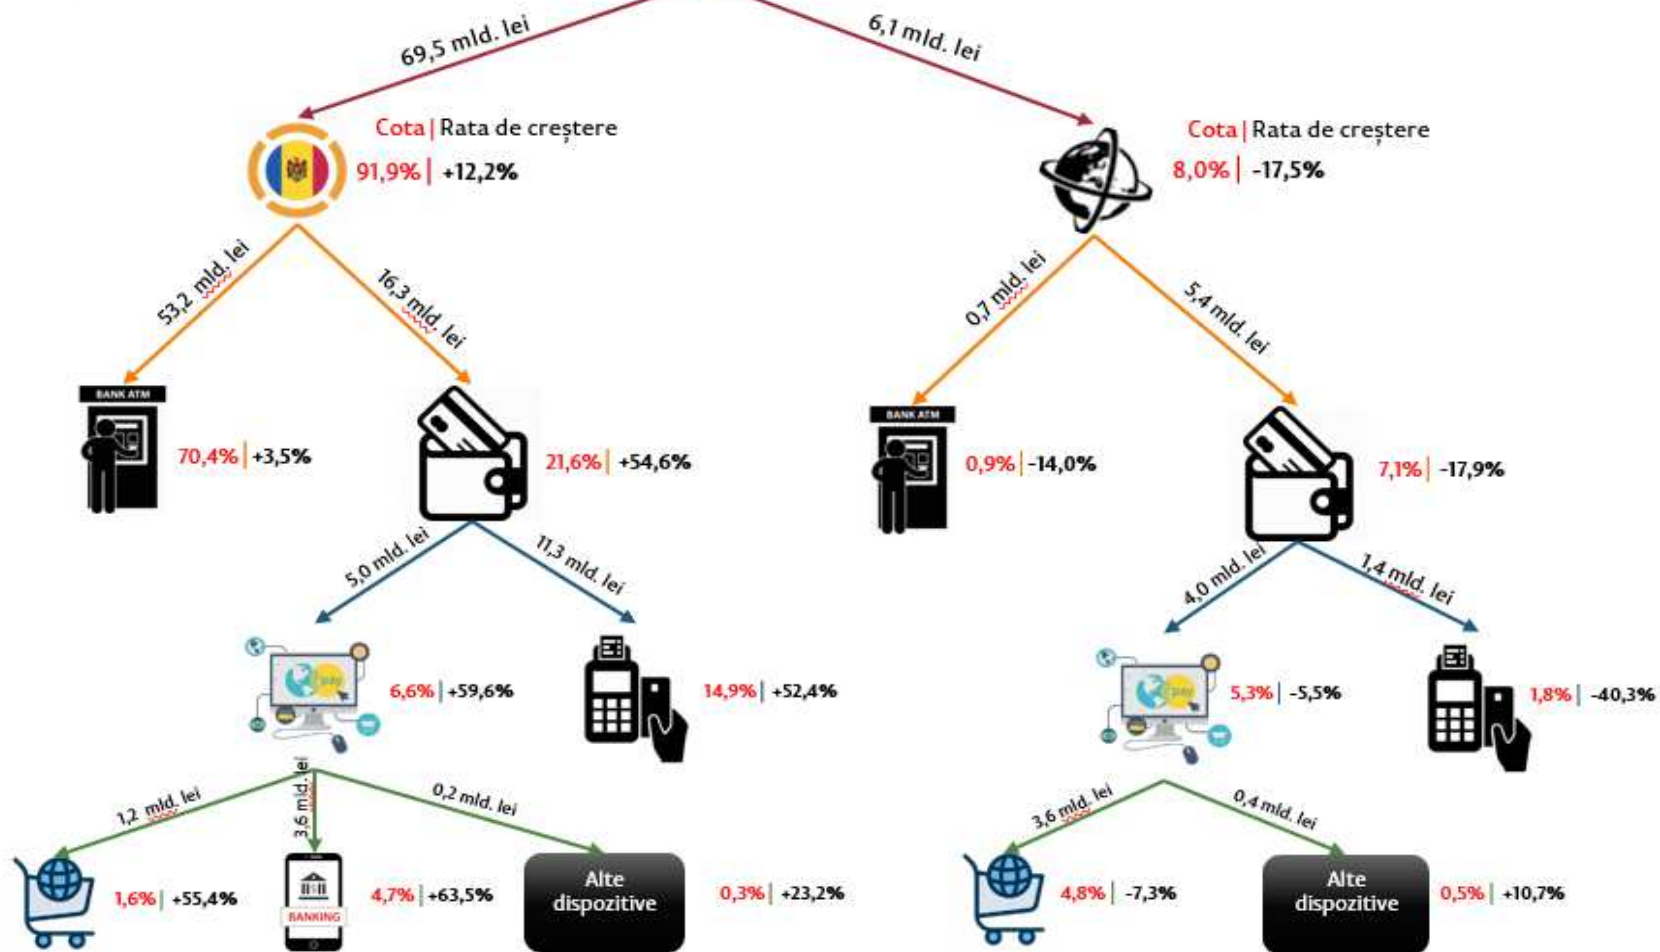 69,5 mld. lei
6,1 mld. lei
Cota | Rata de creștere
91,9% | +12,2%
Cota | Rata de creștere
8,0% | -17,5%
53,2 mld. lei
16,3 mld. lei
0,7 mld. lei
5,4 mld. lei
BANK ATM
70,4% | +3,5%
21,6% | +54,6%
BANK ATM
0,9% | -14,0%
7,1% | -17,9%
5,0 mld. lei
11,3 mld. lei
4,0 mld. lei
1,4 mld. lei
pay
6,6% | +59,6%
14,9% | +52,4%
pay
5,3% | -5,5%
1,8% | -40,3%
1,2 mld. lei
3,6 mld. lei
0,2 mld. lei
3,6 mld. lei
0,4 mld. lei
1,6% | +55,4%
BANKING
4,7% | +63,5%
Alte
dispozitive
0,3% | +23,2%
4,8% | -7,3%
Alte
dispozitive
0,5% | +10,7%